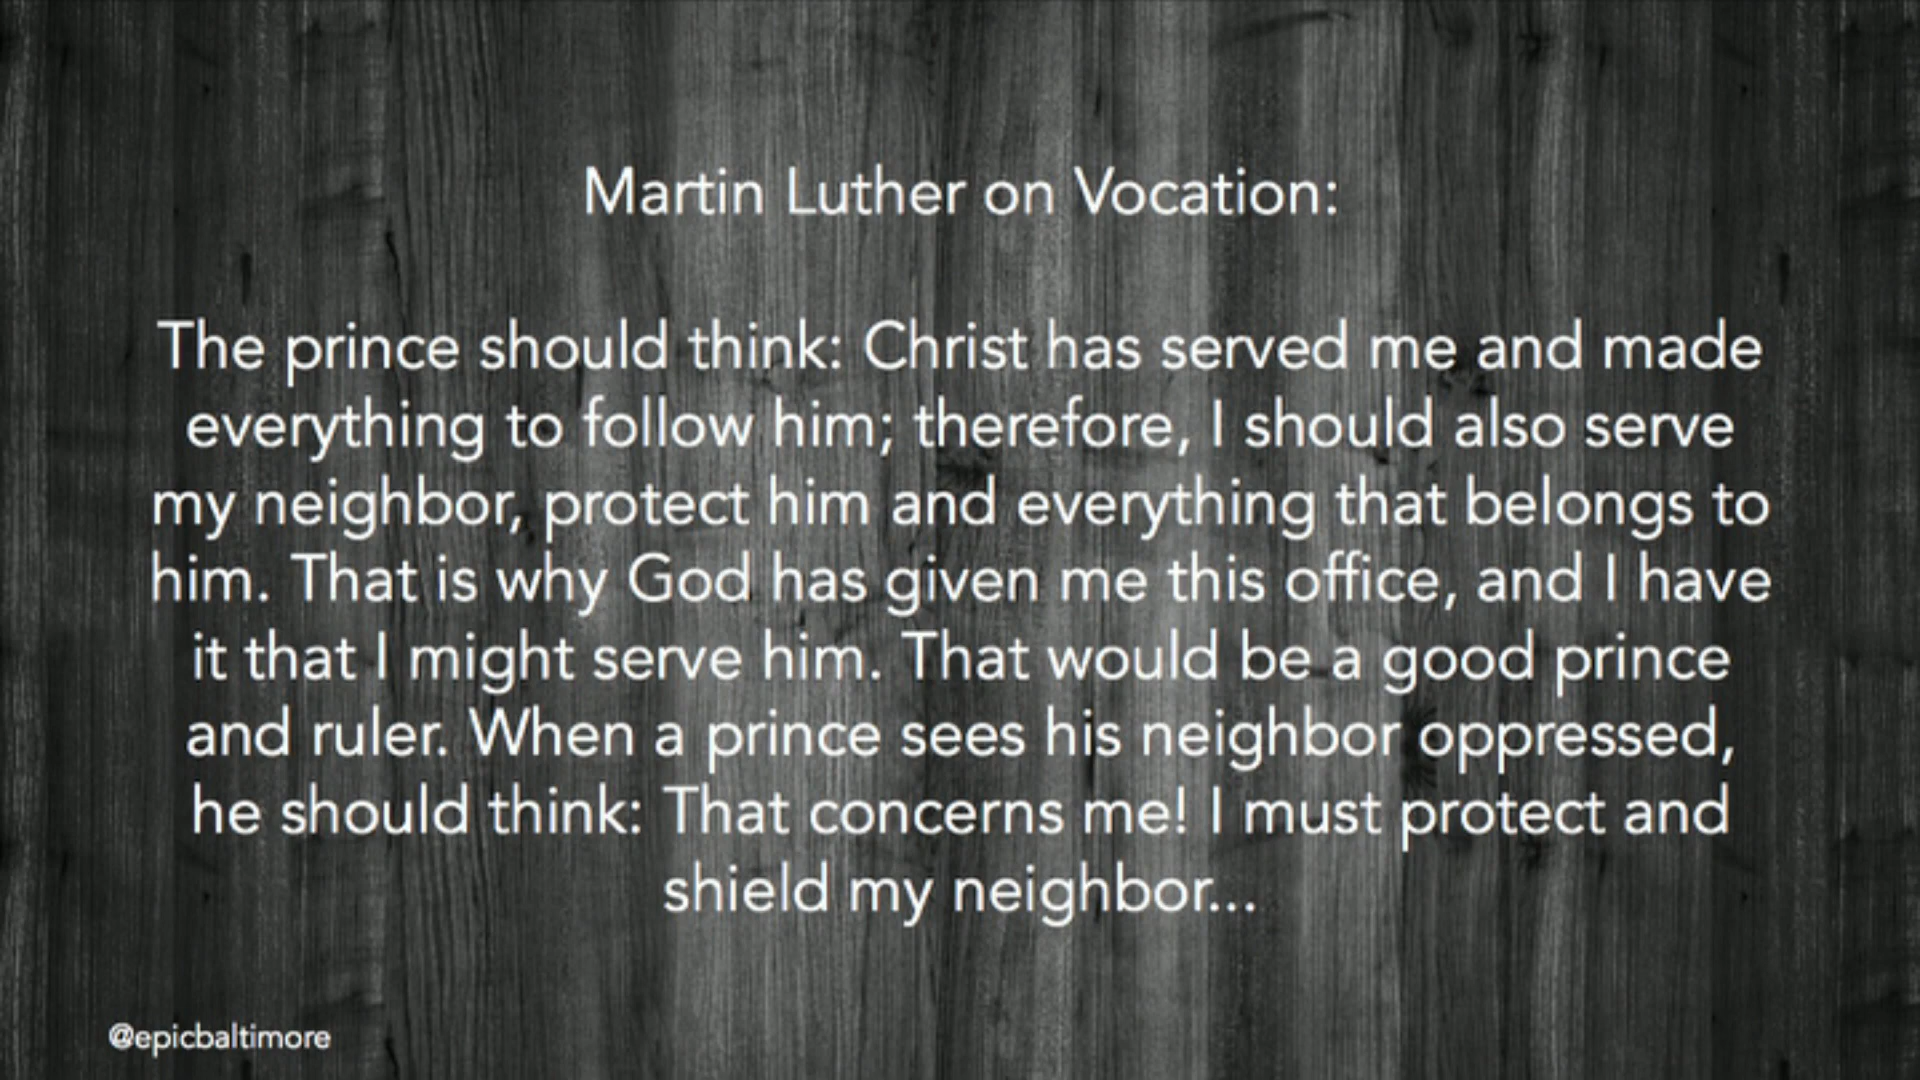 Martin Luther on Vocation:
The prince should think: Christ has served me and made
everything to follow him; therefore, I should also serve
my neighbor, protect him and everything that belongs to
him. That is why God has given me this office, and I have
it that I might serve him. That would be a good prince
and ruler. When a prince sees his neighbor oppressed,
he should think: That concerns me! I must protect and
shield my neighbor...
@epicbaltimore